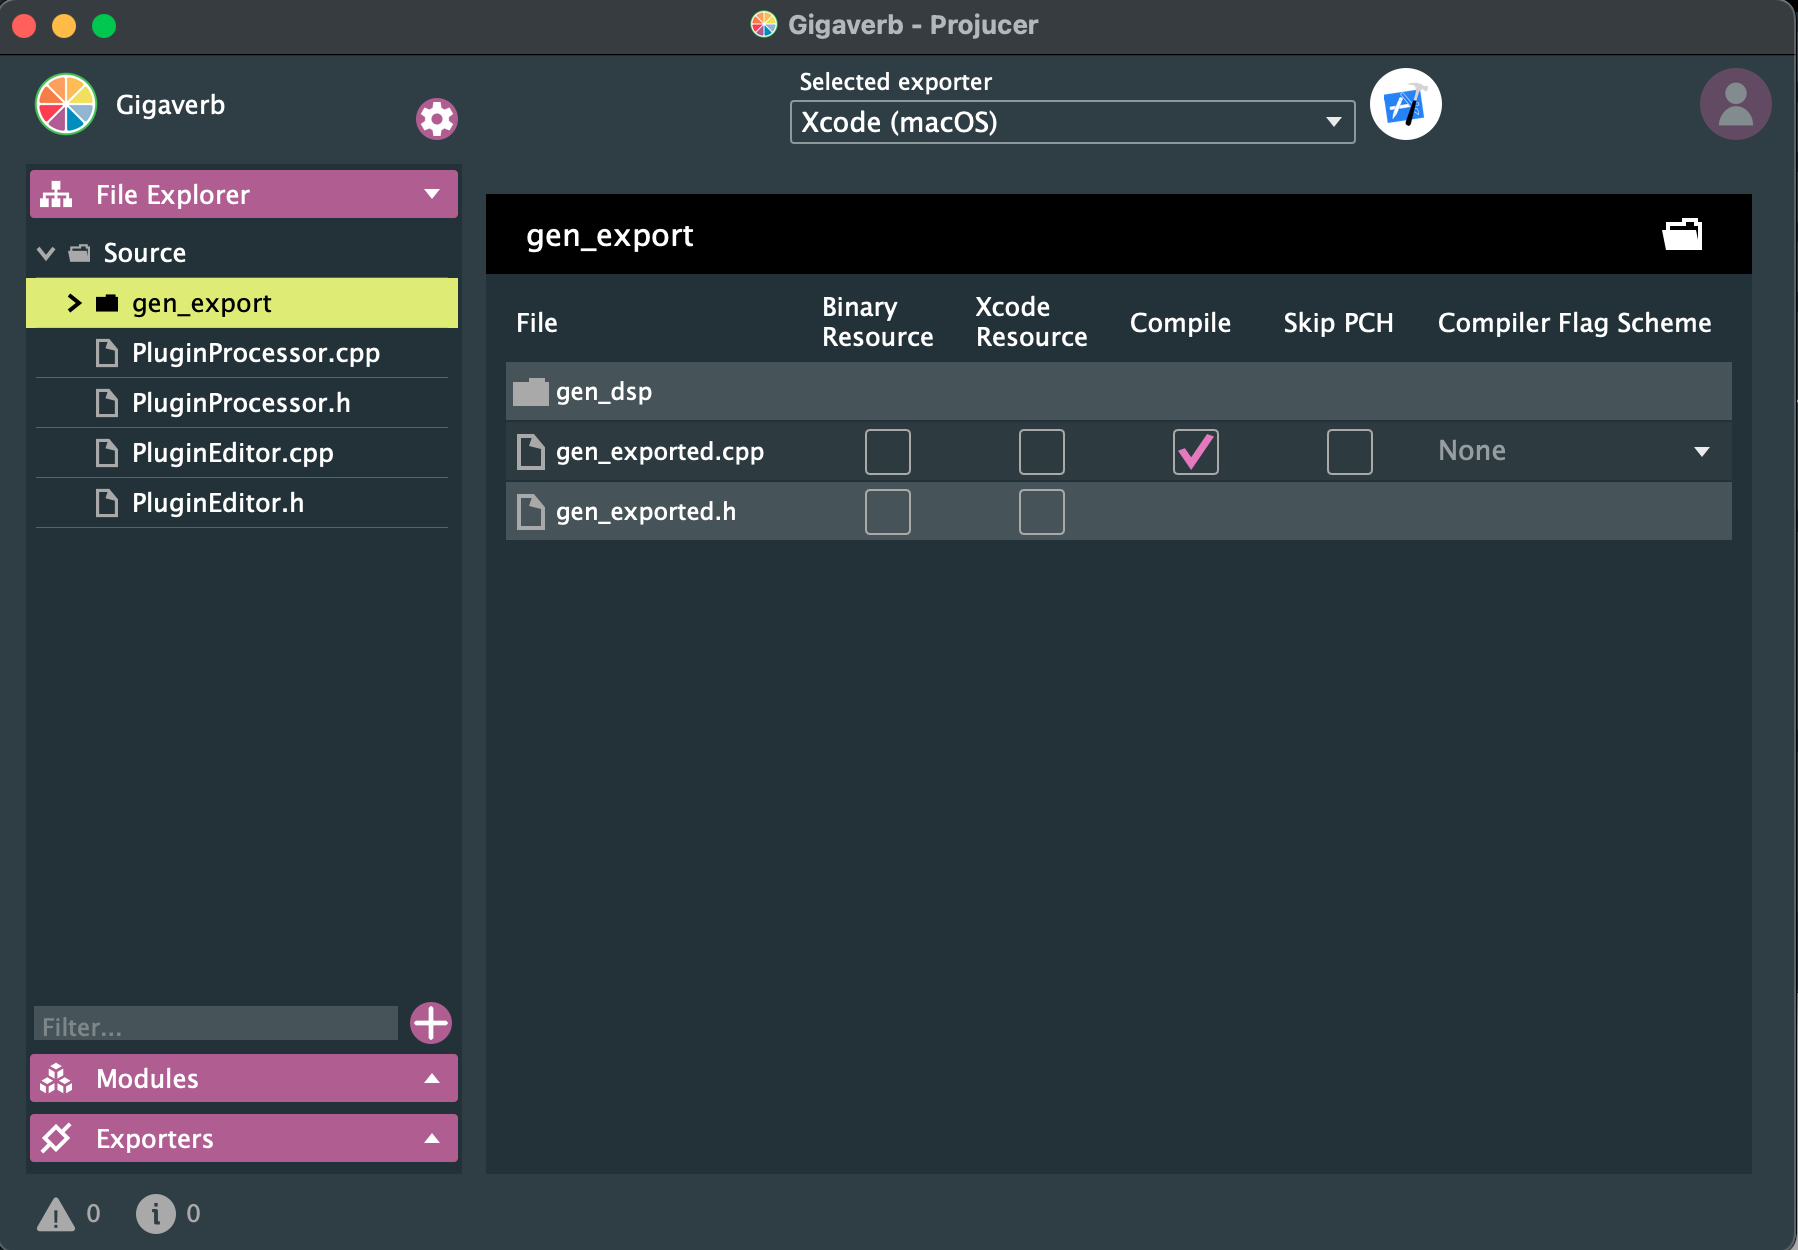 Gigaverb - Projucer
Gigaverb
Selected exporter
Xcode (macOS)
File Explorer
Source
gen_export
PluginProcessor.cpp
PluginProcessor.h
PluginEditor.cpp
PluginEditor.h
Filter...
Modules
Exporters
0
0
gen_export
File
Binary
Resource
Xcode
Resource
Compile
Skip PCH
Compiler Flag Scheme
gen_dsp
gen_exported.cpp
None
gen_exported.h